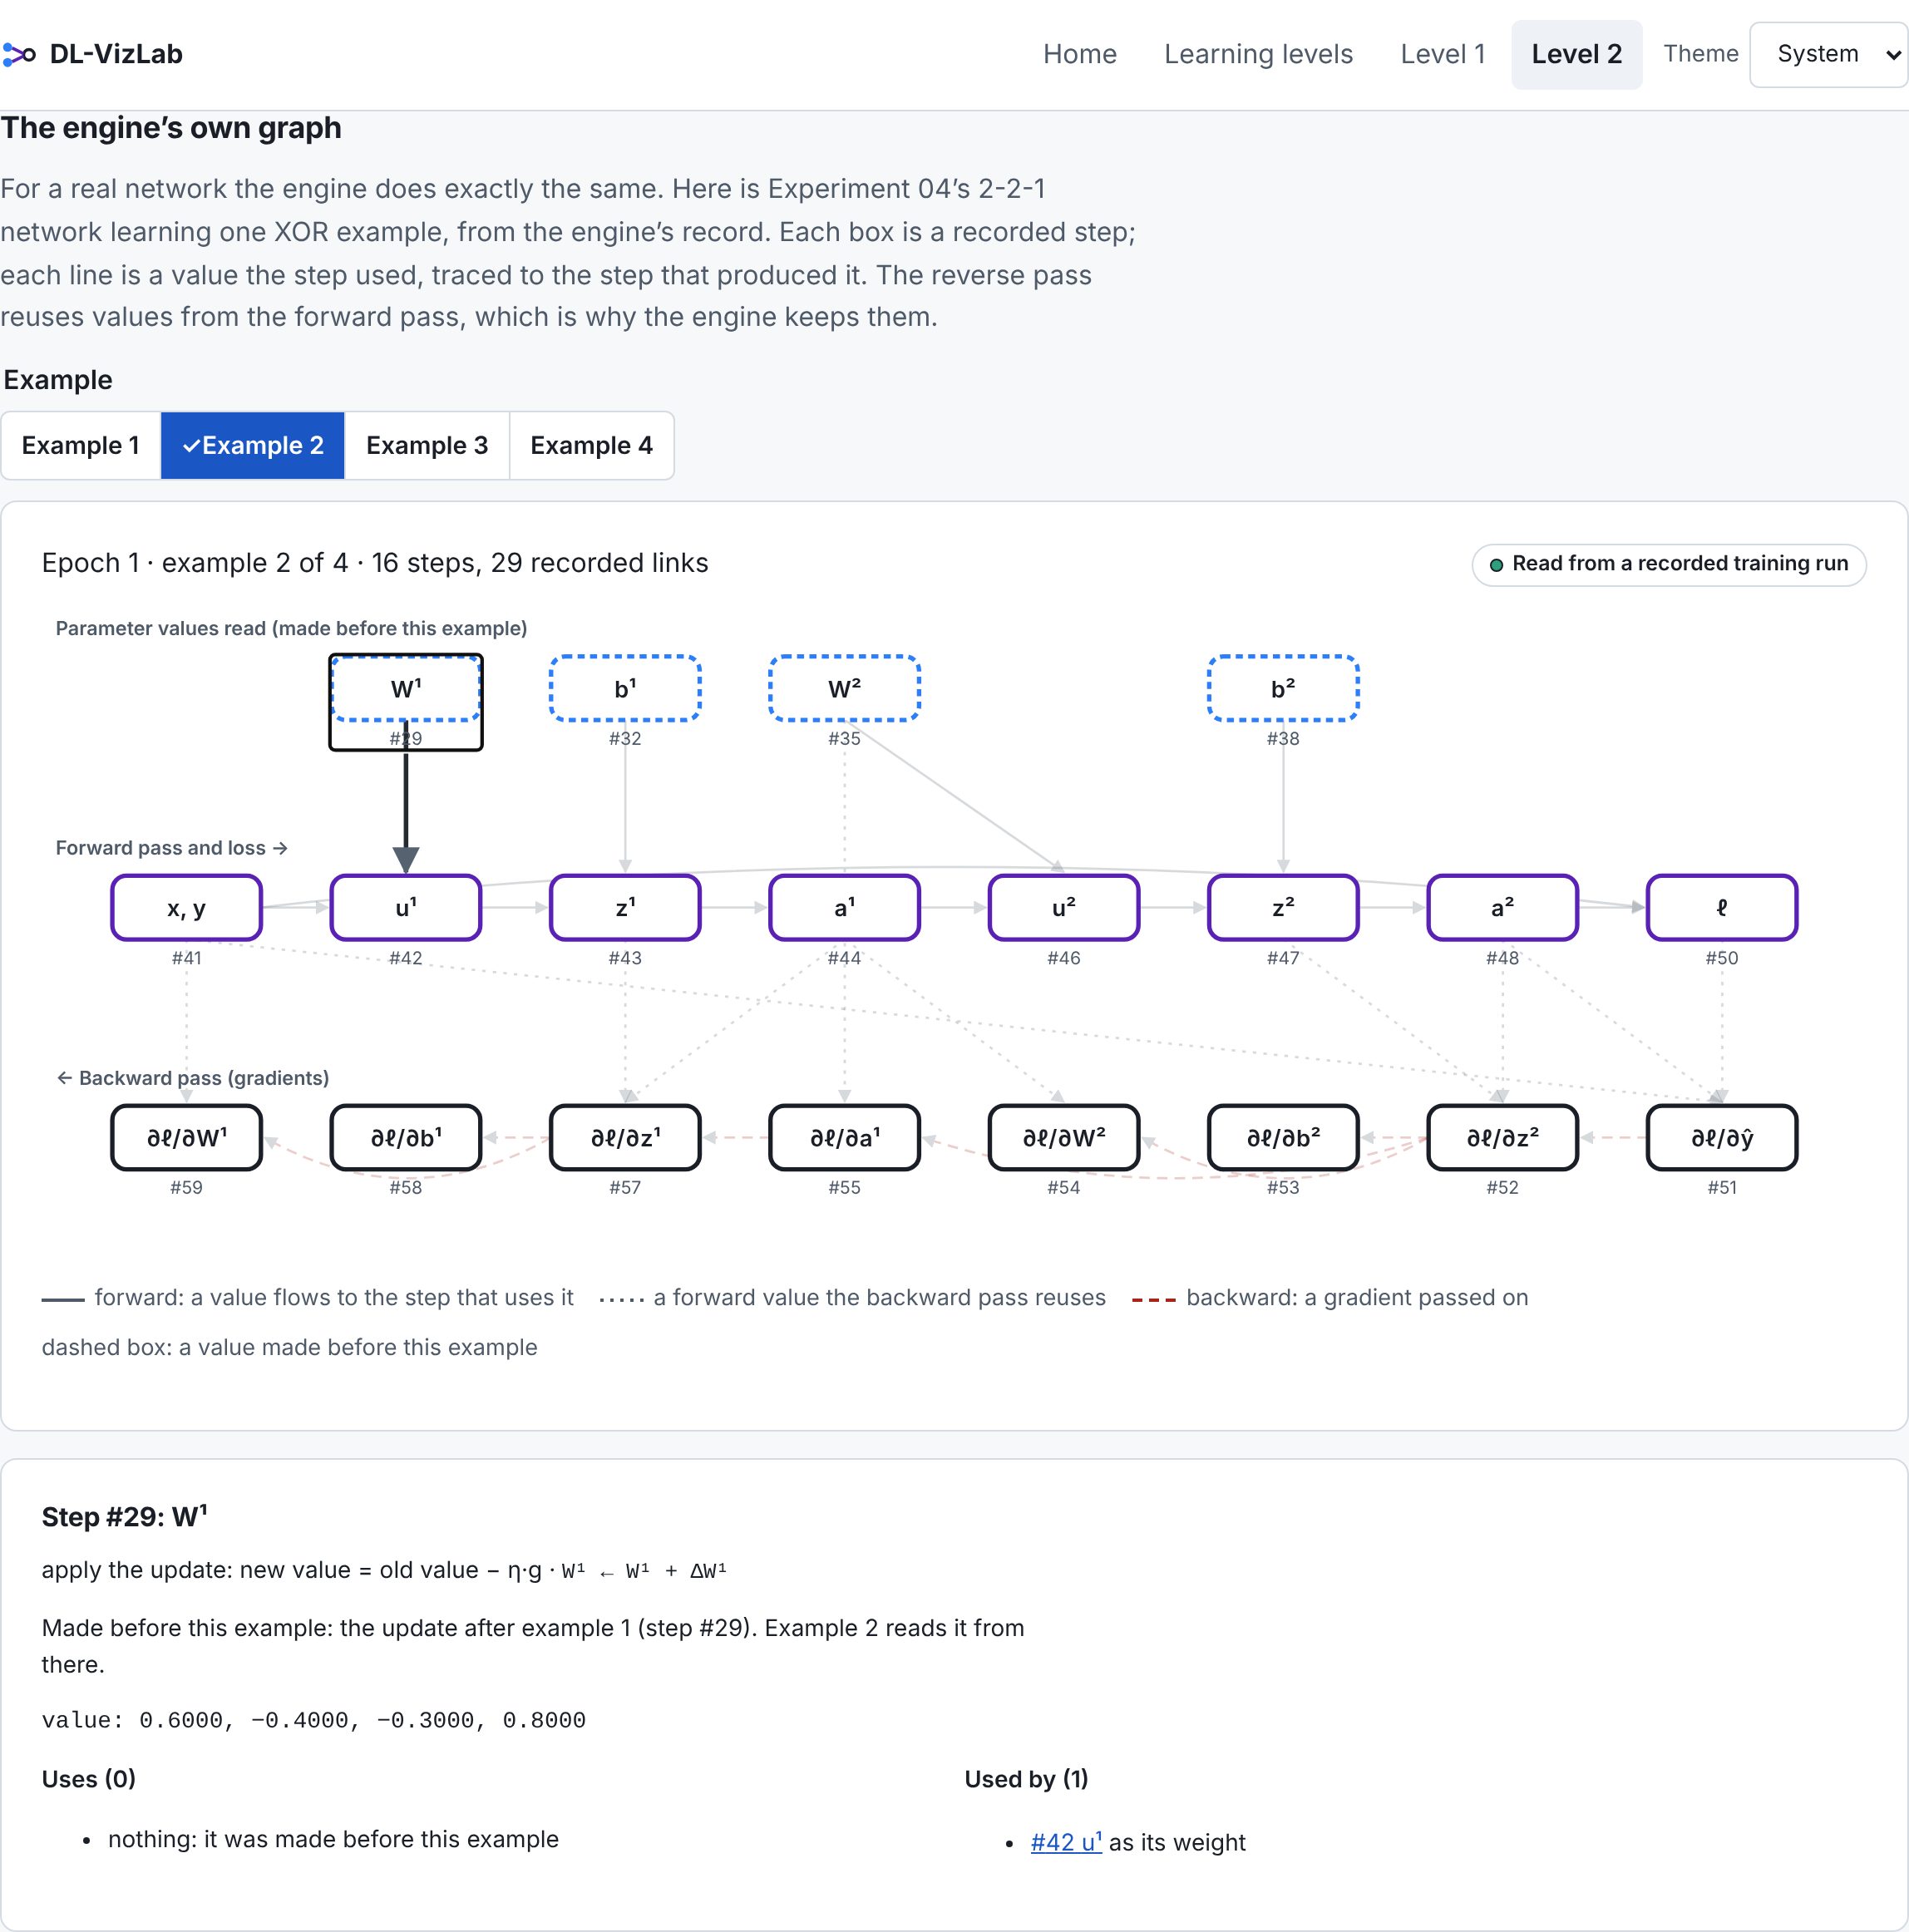 DL-VizLab
Home Learning levels Level 1 Level 2 Theme System
The engine’s own graph
For a real network the engine does exactly the same. Here is Experiment 04’s 2-2-1
network learning one XOR example, from the engine’s record. Each box is a recorded step;
each line is a value the step used, traced to the step that produced it. The reverse pass
reuses values from the forward pass, which is why the engine keeps them.
Example
Example 1 ✓Example 2 Example 3 Example 4
Epoch 1 · example 2 of 4 · 16 steps, 29 recorded links
Read from a recorded training run
Parameter values read (made before this example)
W¹ b¹ W² b²
#29 #32 #35 #38
Forward pass and loss →
x, y u¹ z¹ a¹ u² z² a² ℓ
#41 #42 #43 #44 #46 #47 #48 #50
← Backward pass (gradients)
∂ℓ/∂W¹ ∂ℓ/∂b¹ ∂ℓ/∂z¹ ∂ℓ/∂a¹ ∂ℓ/∂W² ∂ℓ/∂b² ∂ℓ/∂z² ∂ℓ/∂ŷ
#59 #58 #57 #55 #54 #53 #52 #51
forward: a value flows to the step that uses it a forward value the backward pass reuses backward: a gradient passed on
dashed box: a value made before this example
Step #29: W¹
apply the update: new value = old value − η·g · W¹ ← W¹ + ΔW¹
Made before this example: the update after example 1 (step #29). Example 2 reads it from
there.
value: 0.6000, −0.4000, −0.3000, 0.8000
Uses (0) Used by (1)
• nothing: it was made before this example
• #42 u¹ as its weight